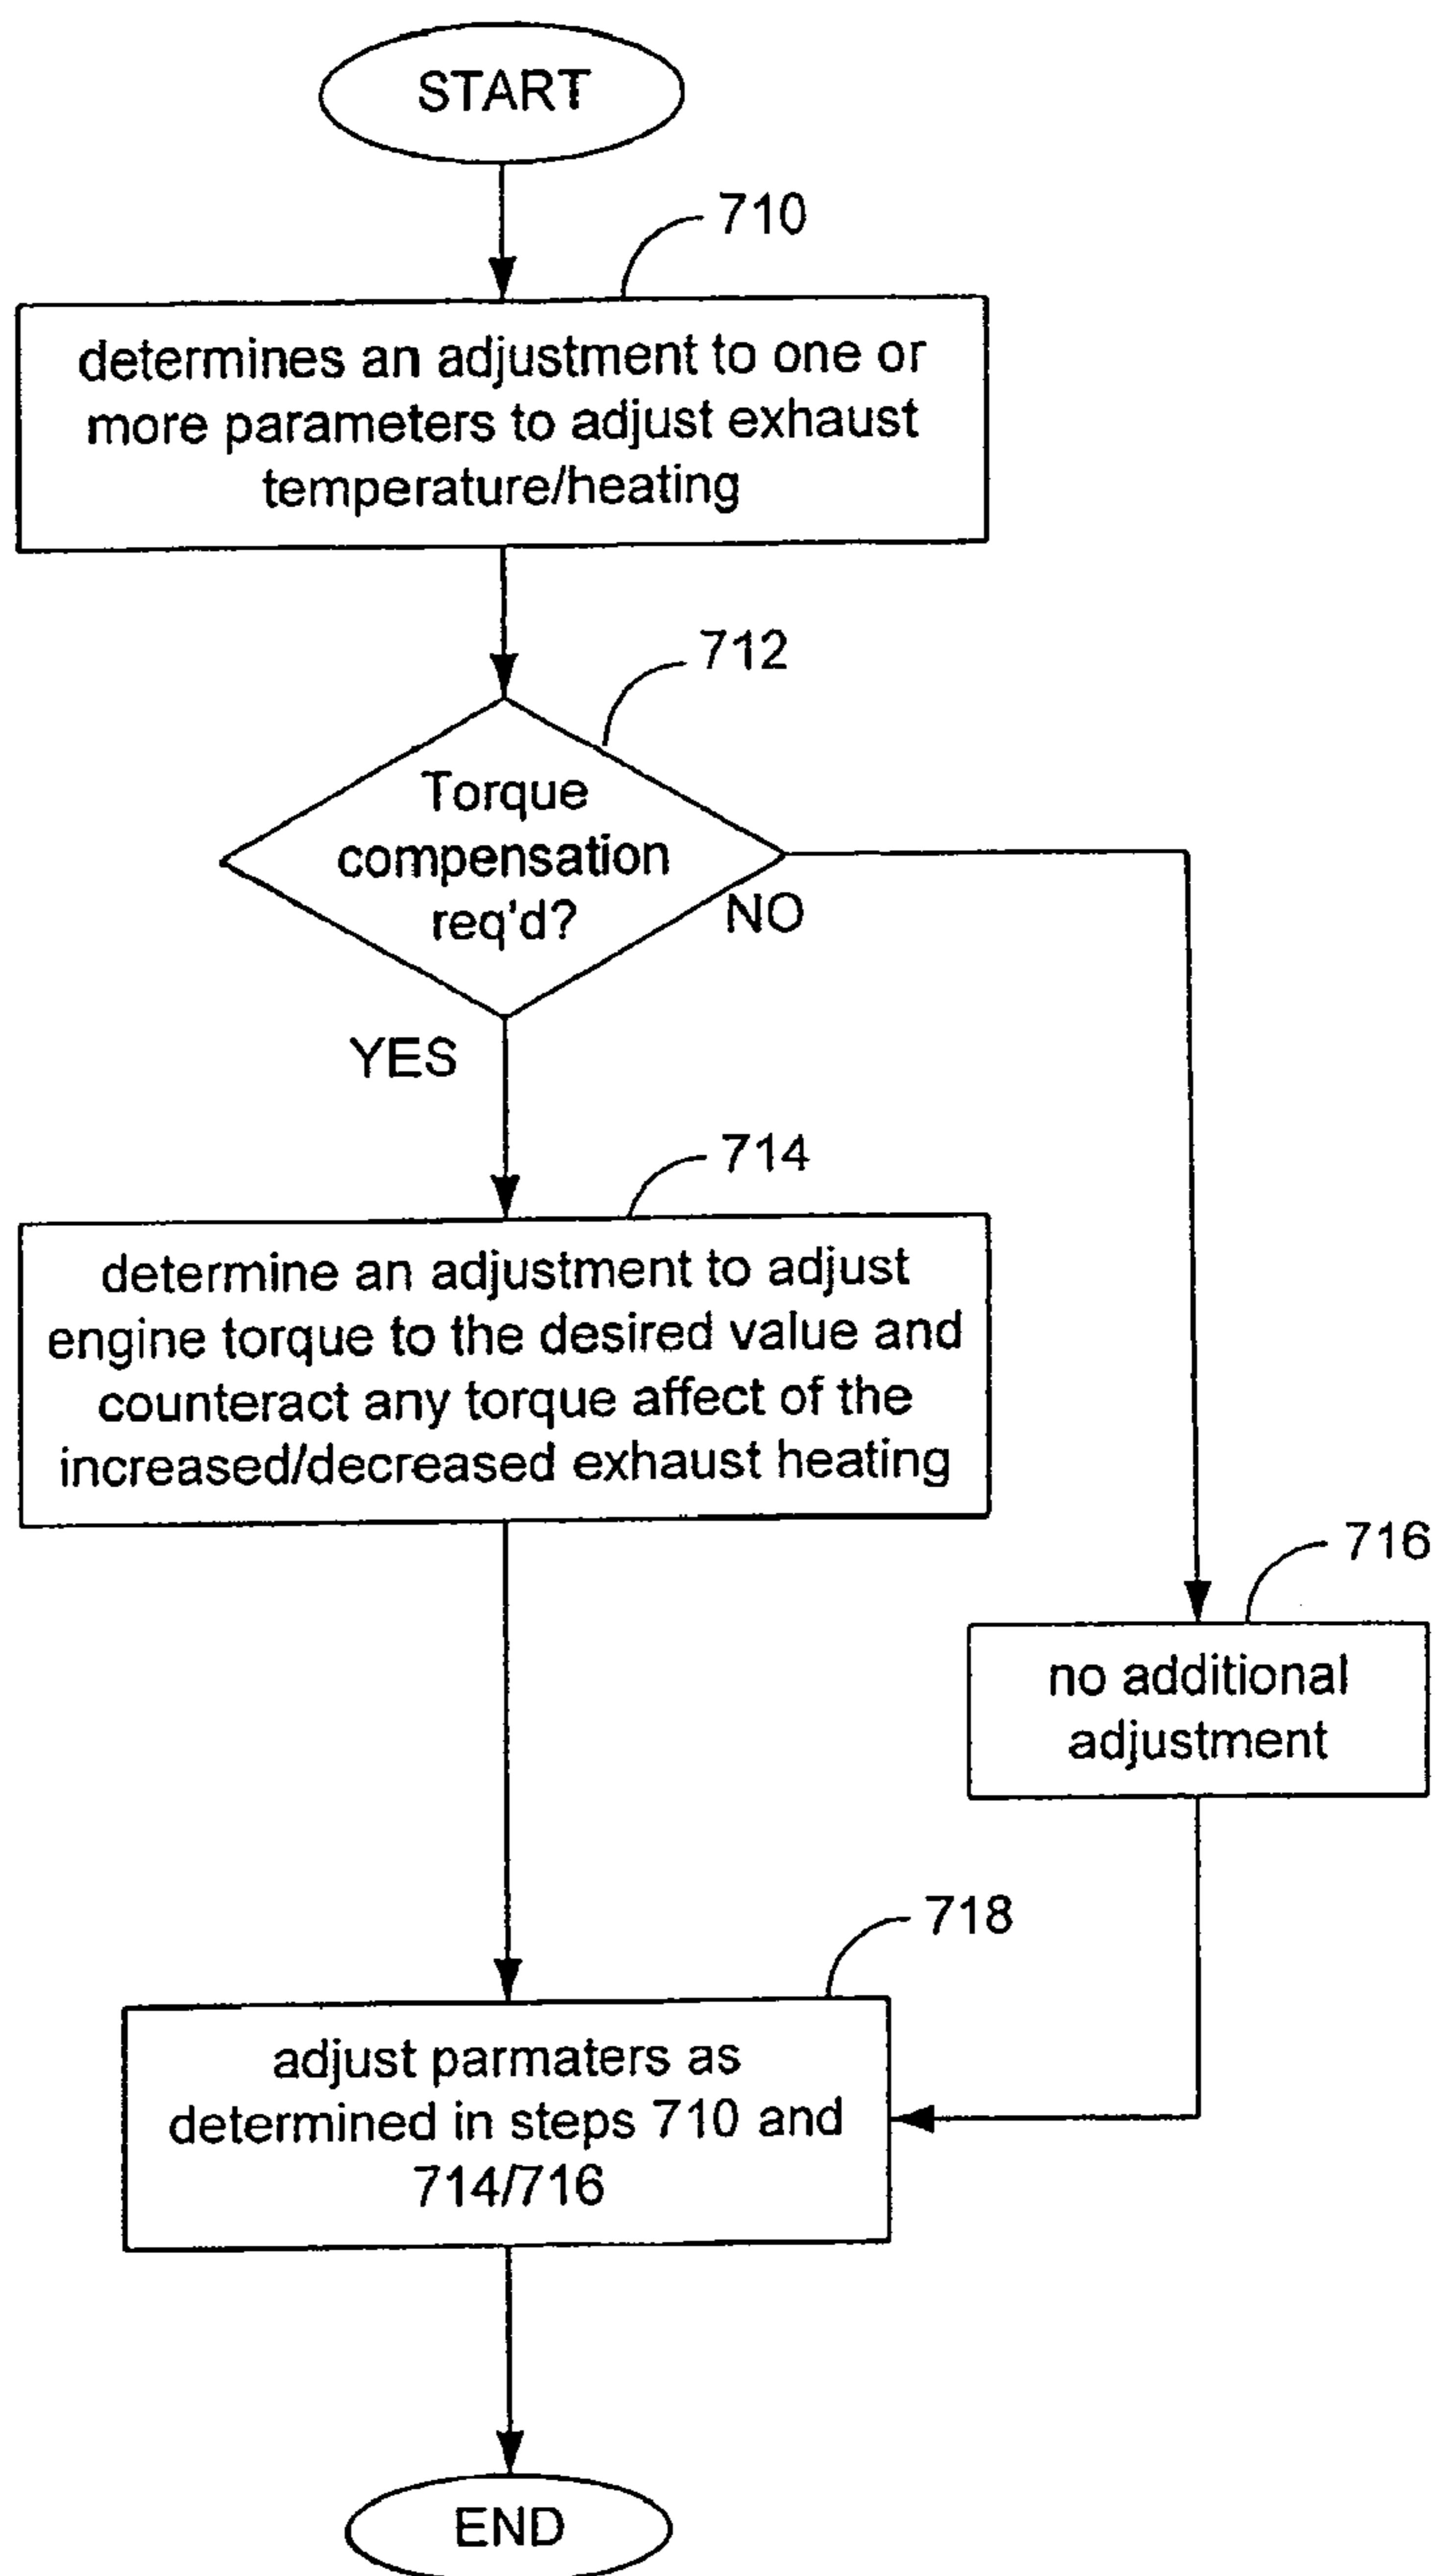 START
710
determines an adjustment to one or
more parameters to adjust exhaust
temperature/heating
712
Torque
compensation
req'd?
NO
YES
714
determine an adjustment to adjust
engine torque to the desired value and
counteract any torque affect of the
increased/decreased exhaust heating
716
no additional
adjustment
718
adjust parmaters as
determined in steps 710 and
714/716
END